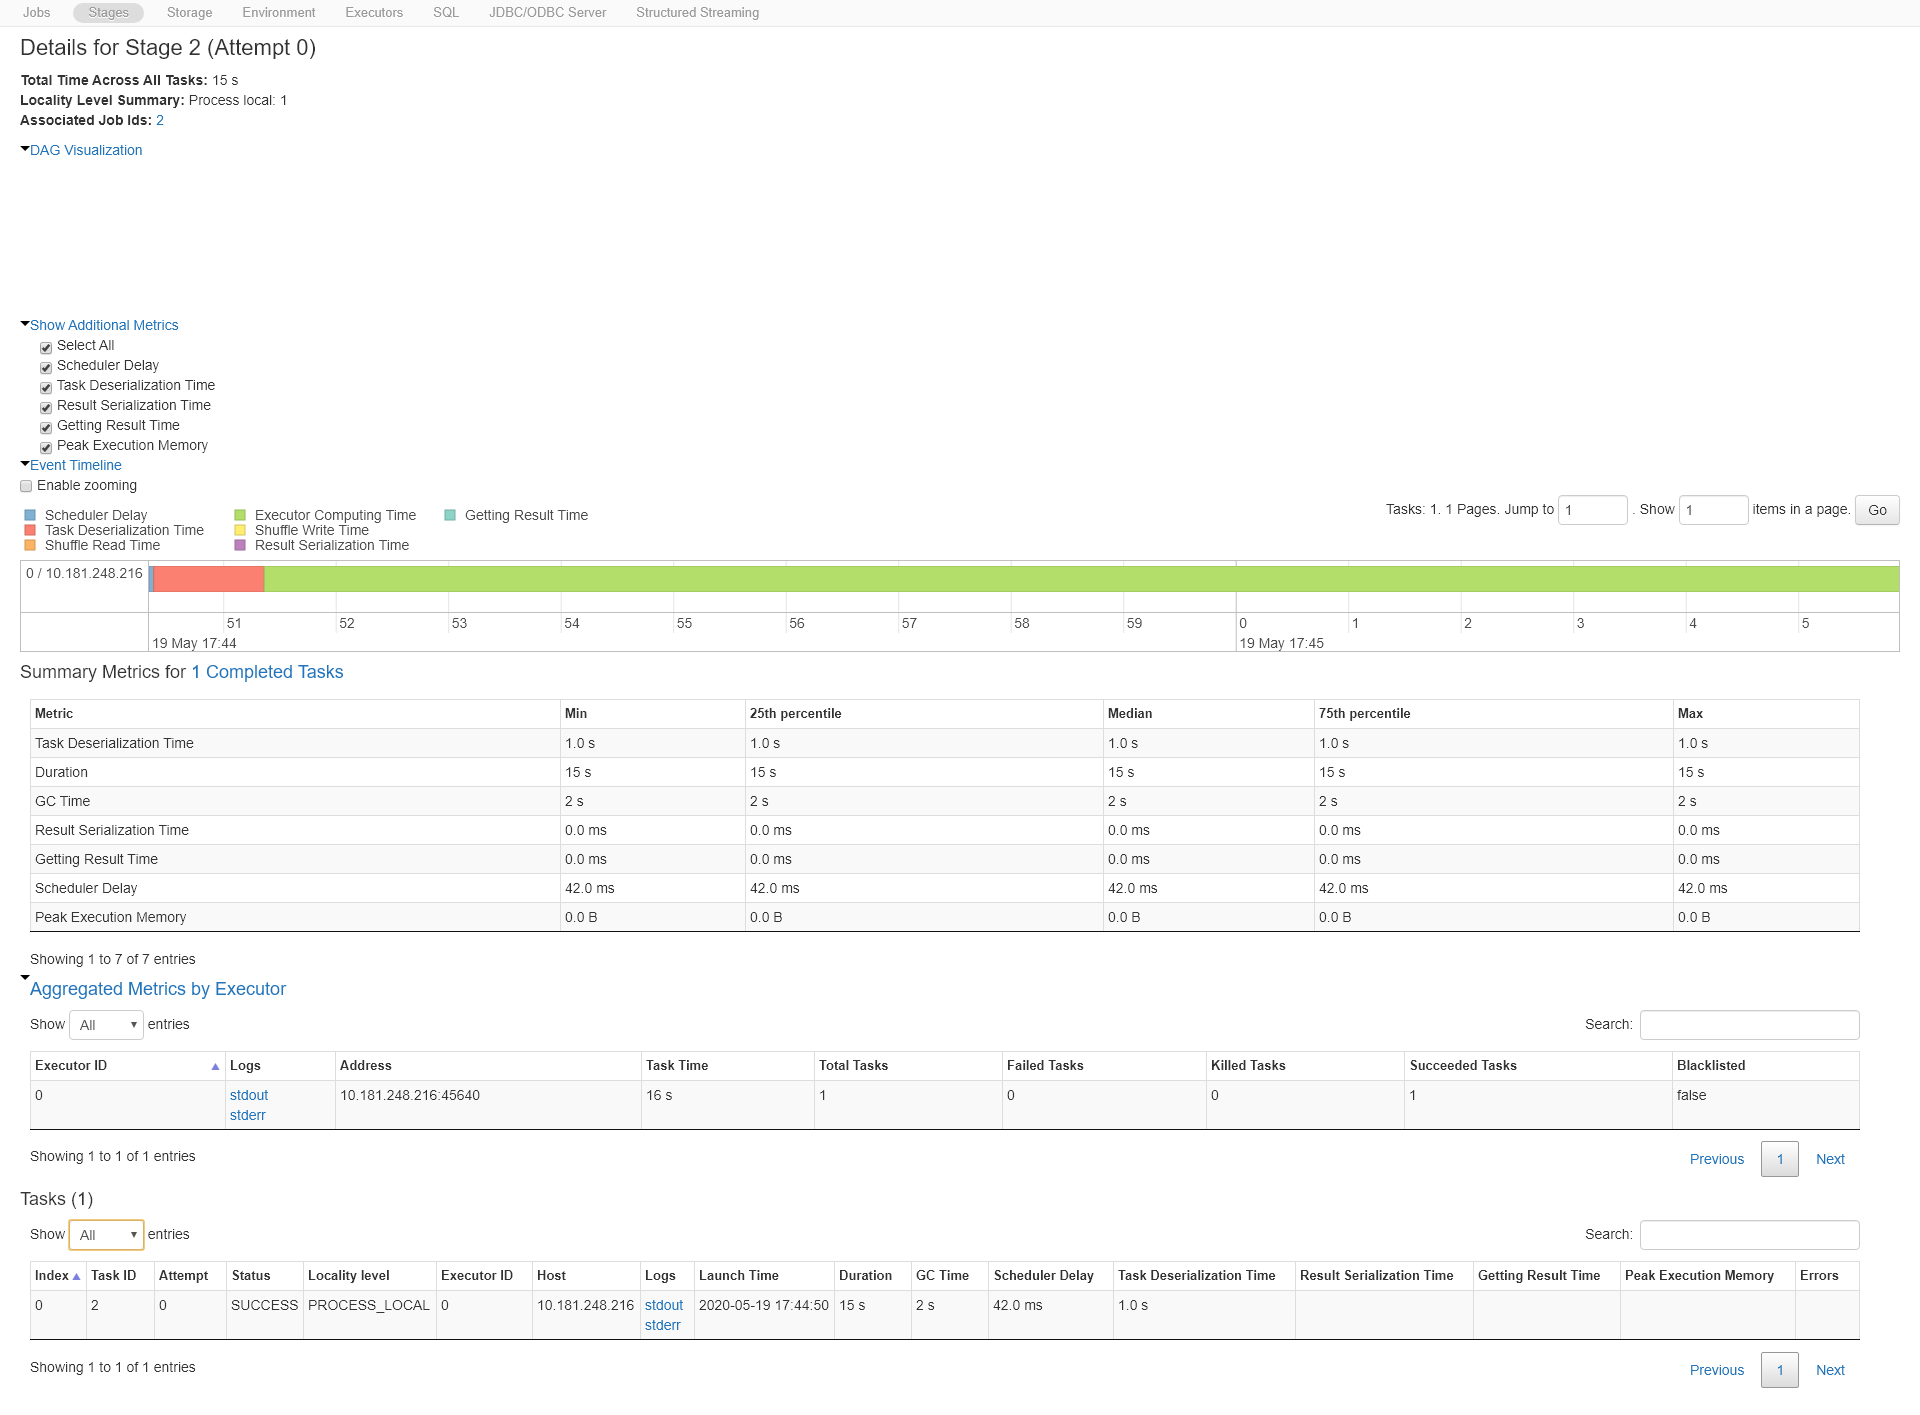 Jobs Stages Storage Environment Executors SQL JDBC/ODBC Server Structured Streaming
Details for Stage 2 (Attempt 0)
Total Time Across All Tasks: 15 s
Locality Level Summary: Process local: 1
Associated Job Ids: 2
DAG Visualization
Show Additional Metrics
Select All
Scheduler Delay
Task Deserialization Time
Result Serialization Time
Getting Result Time
Peak Execution Memory
Event Timeline
Enable zooming
Tasks: 1. 1 Pages. Jump to 1 . Show 1 items in a page. Go
Scheduler Delay Executor Computing Time Getting Result Time
Task Deserialization Time Shuffle Write Time
Shuffle Read Time Result Serialization Time
0 / 10.181.248.216
51 52 53 54 55 56 57 58 59 0 1 2 3 4 5
19 May 17:44 19 May 17:45
Summary Metrics for 1 Completed Tasks
Metric Min 25th percentile Median 75th percentile Max
Task Deserialization Time 1.0 s 1.0 s 1.0 s 1.0 s 1.0 s
Duration 15 s 15 s 15 s 15 s 15 s
GC Time 2 s 2 s 2 s 2 s 2 s
Result Serialization Time 0.0 ms 0.0 ms 0.0 ms 0.0 ms 0.0 ms
Getting Result Time 0.0 ms 0.0 ms 0.0 ms 0.0 ms 0.0 ms
Scheduler Delay 42.0 ms 42.0 ms 42.0 ms 42.0 ms 42.0 ms
Peak Execution Memory 0.0 B 0.0 B 0.0 B 0.0 B 0.0 B
Showing 1 to 7 of 7 entries
Aggregated Metrics by Executor
Show All entries Search:
Executor ID Logs Address Task Time Total Tasks Failed Tasks Killed Tasks Succeeded Tasks Blacklisted
0 stdout 10.181.248.216:45640 16 s 1 0 0 1 false
stderr
Showing 1 to 1 of 1 entries Previous 1 Next
Tasks (1)
Show All entries Search:
Index Task ID Attempt Status Locality level Executor ID Host Logs Launch Time Duration GC Time Scheduler Delay Task Deserialization Time Result Serialization Time Getting Result Time Peak Execution Memory Errors
0 2 0 SUCCESS PROCESS_LOCAL 0 10.181.248.216 stdout 2020-05-19 17:44:50 15 s 2 s 42.0 ms 1.0 s
stderr
Showing 1 to 1 of 1 entries Previous 1 Next